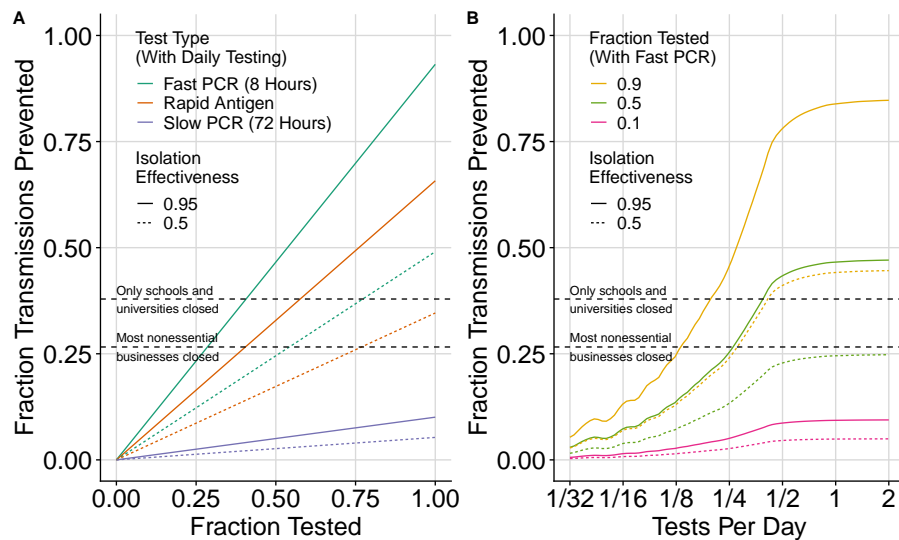 A
Fraction Transmissions Prevented
1.00
0.75
0.50
0.25
0.00
Test Type
(With Daily Testing)
Fast PCR (8 Hours)
Rapid Antigen
Slow PCR (72 Hours)
Isolation
Effectiveness
0.95
0.5
Only schools and
universities closed
Most nonessential
businesses closed
0.00
0.25
0.50
0.75
1.00
Fraction Tested
B
Fraction Transmissions Prevented
1.00
0.75
0.50
0.25
0.00
Fraction Tested
(With Fast PCR)
0.9
0.5
0.1
Isolation
Effectiveness
0.95
0.5
Only schools and
universities closed
Most nonessential
businesses closed
1/32
1/16
1/8
1/4
1/2
1
2
Tests Per Day